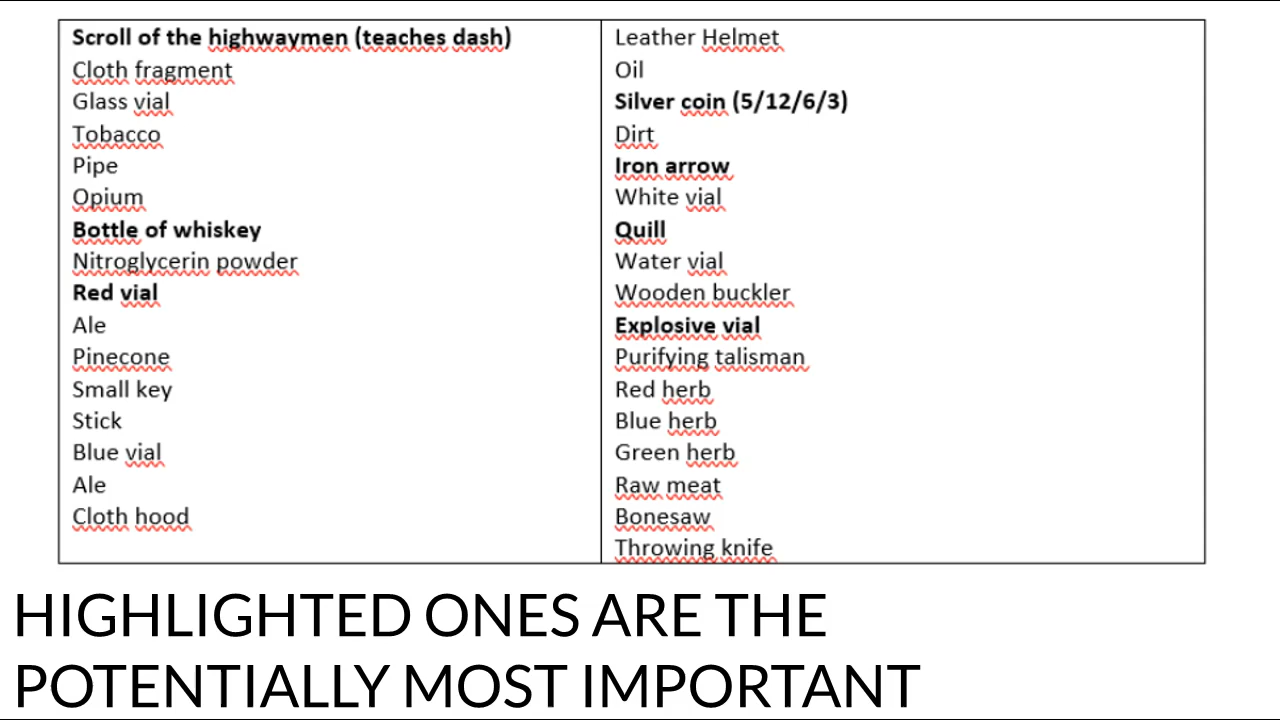 Scroll of the highwaymen (teaches dash)
Cloth fragment
Glass vial
Tobacco
Pipe
Opium
Bottle of whiskey
Nitroglycerin powder
Red vial
Ale
Pinecone
Small key
Stick
Blue vial
Ale
Cloth hood
Leather Helmet
Oil
Silver coin (5/12/6/3)
Dirt
Iron arrow
White vial
Quill
Water vial
Wooden buckler
Explosive vial
Purifying talisman
Red herb
Blue herb
Green herb
Raw meat
Bonesaw
Throwing knife
HIGHLIGHTED ONES ARE THE
POTENTIALLY MOST IMPORTANT